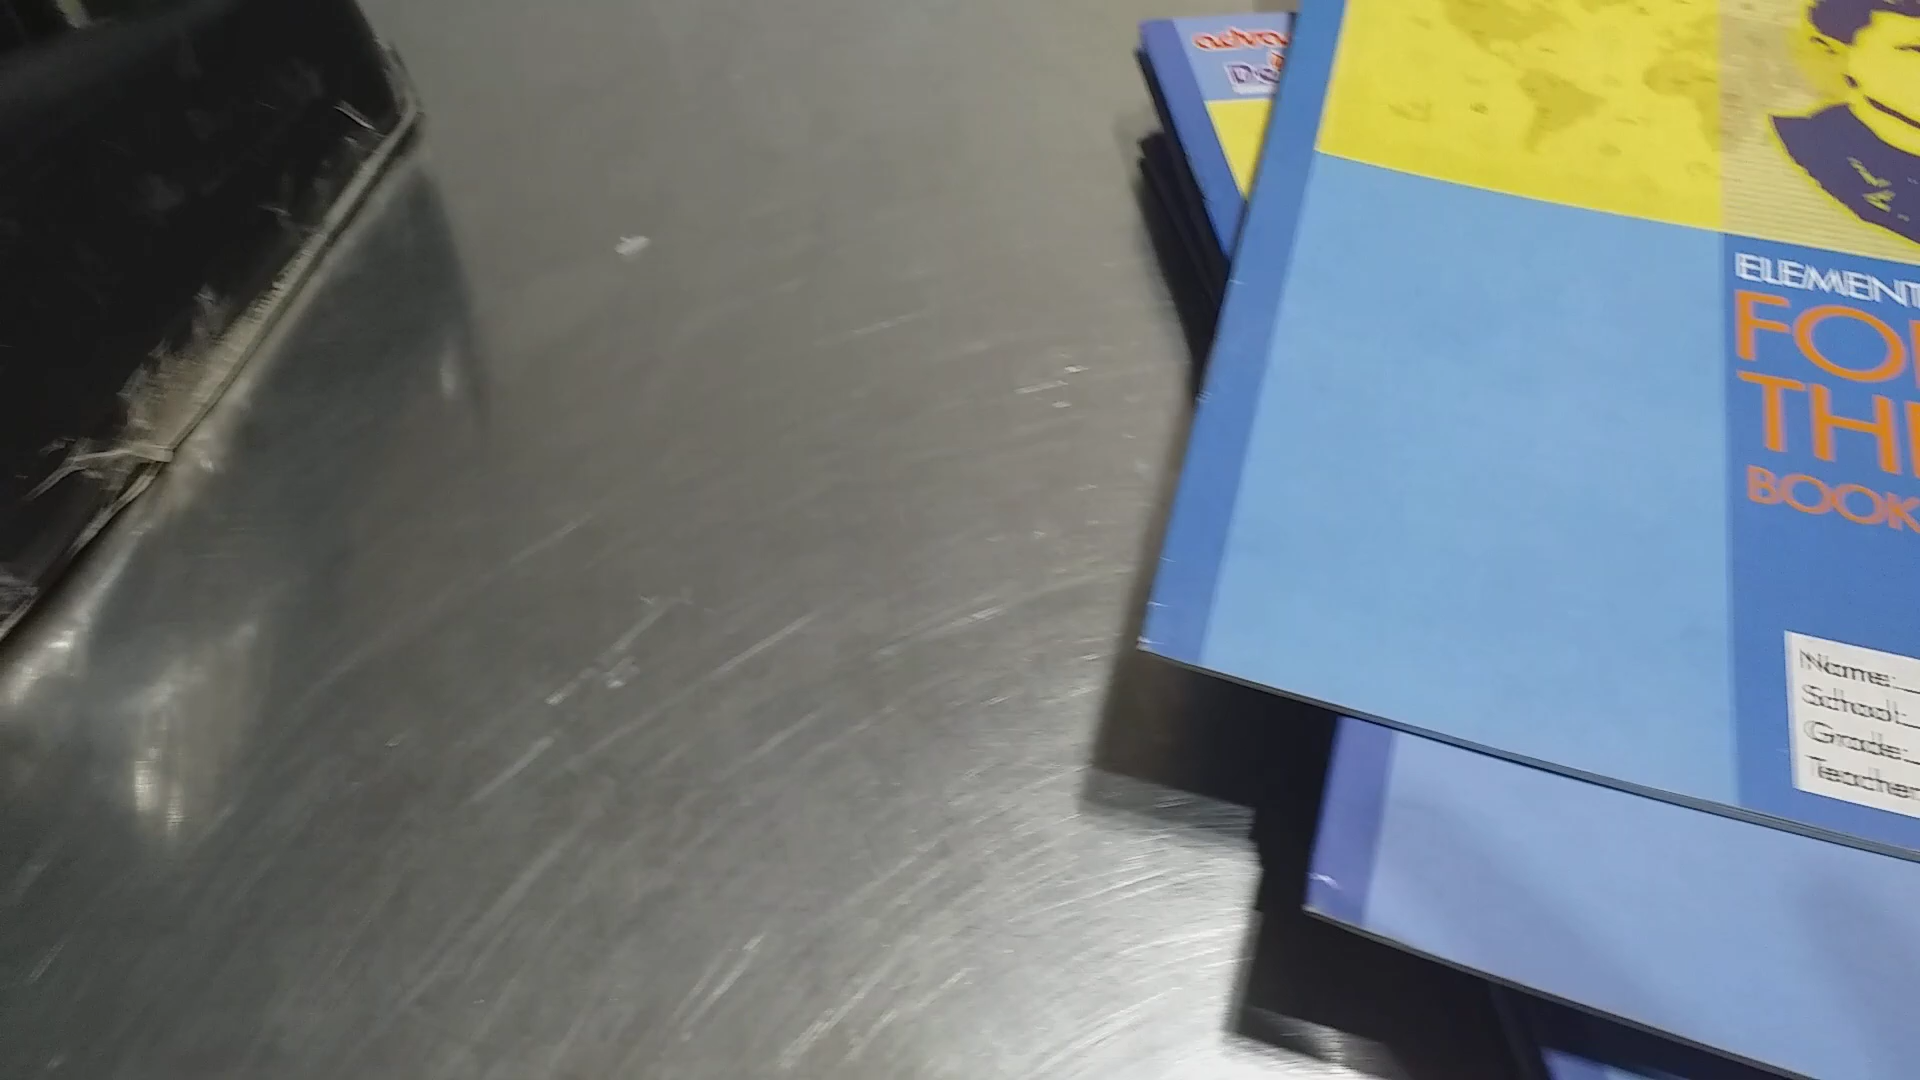 ELEMENT
FO
TH
BOOK
Name:
School:
Grade:
Teacher